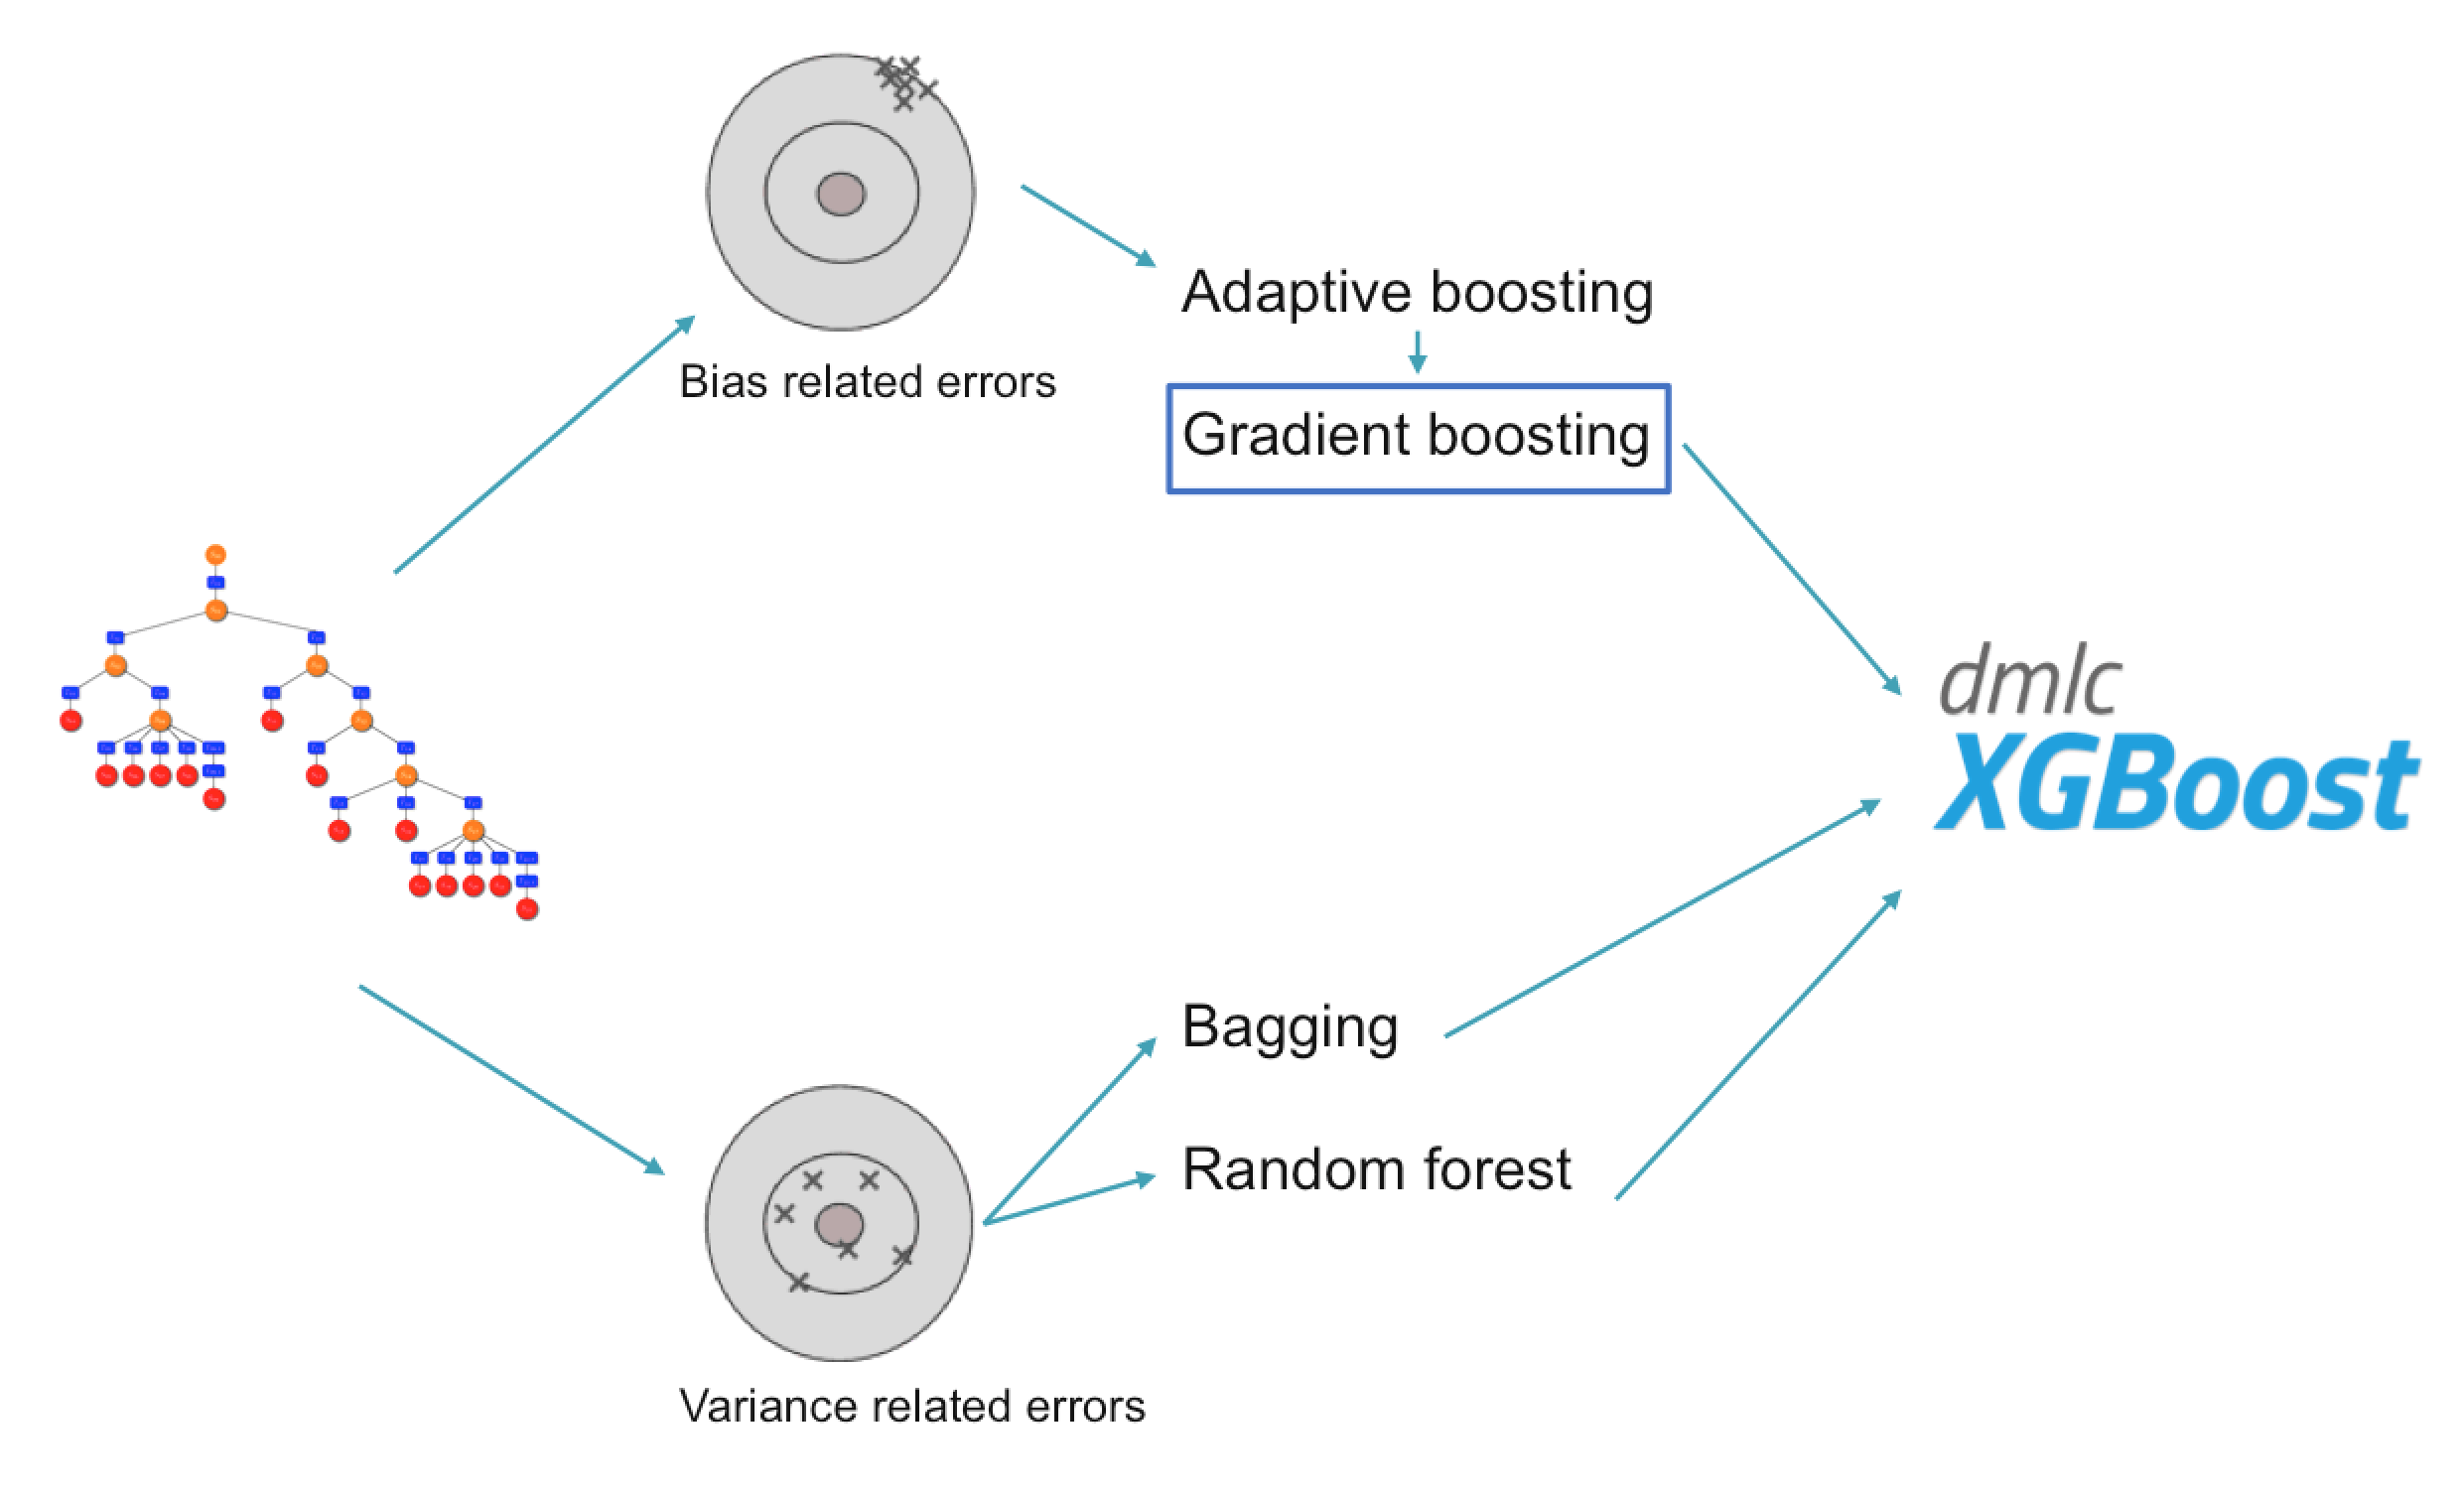 Bias related errors
Adaptive boosting
Gradient boosting
dmlc
XGBoost
Bagging
Random forest
Variance related errors